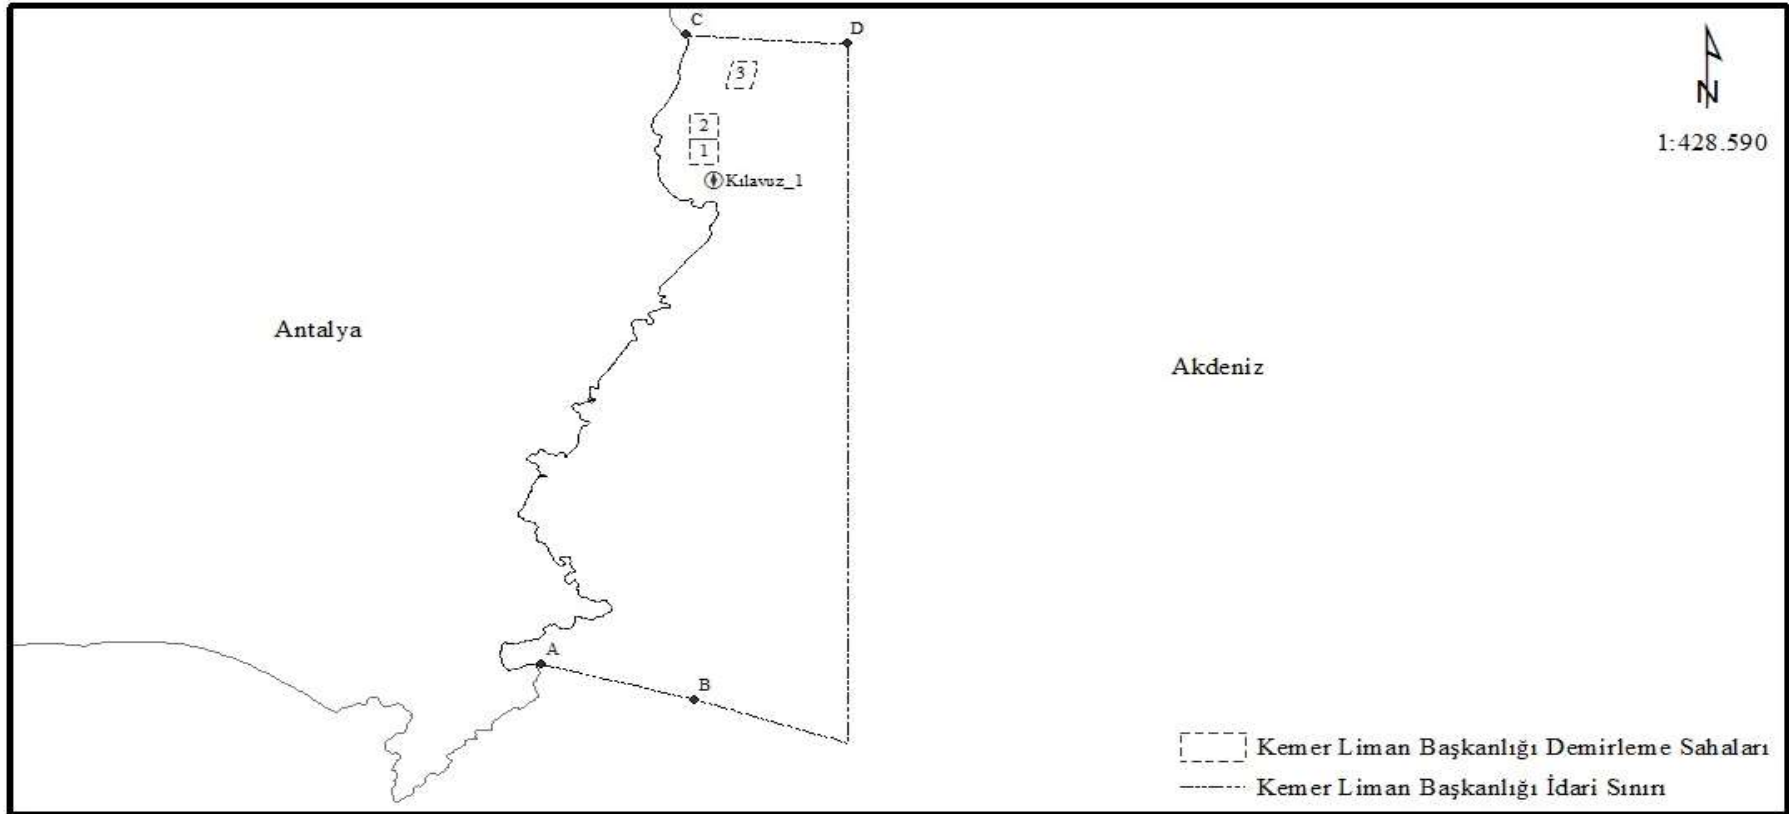 C
D
3
N
2
1:428.590
1
Kılavuz_1
Antalya
Akdeniz
A
B
Kemer Liman Başkanlığı Demirleme Sahaları
Kemer Liman Başkanlığı İdari Sınırı